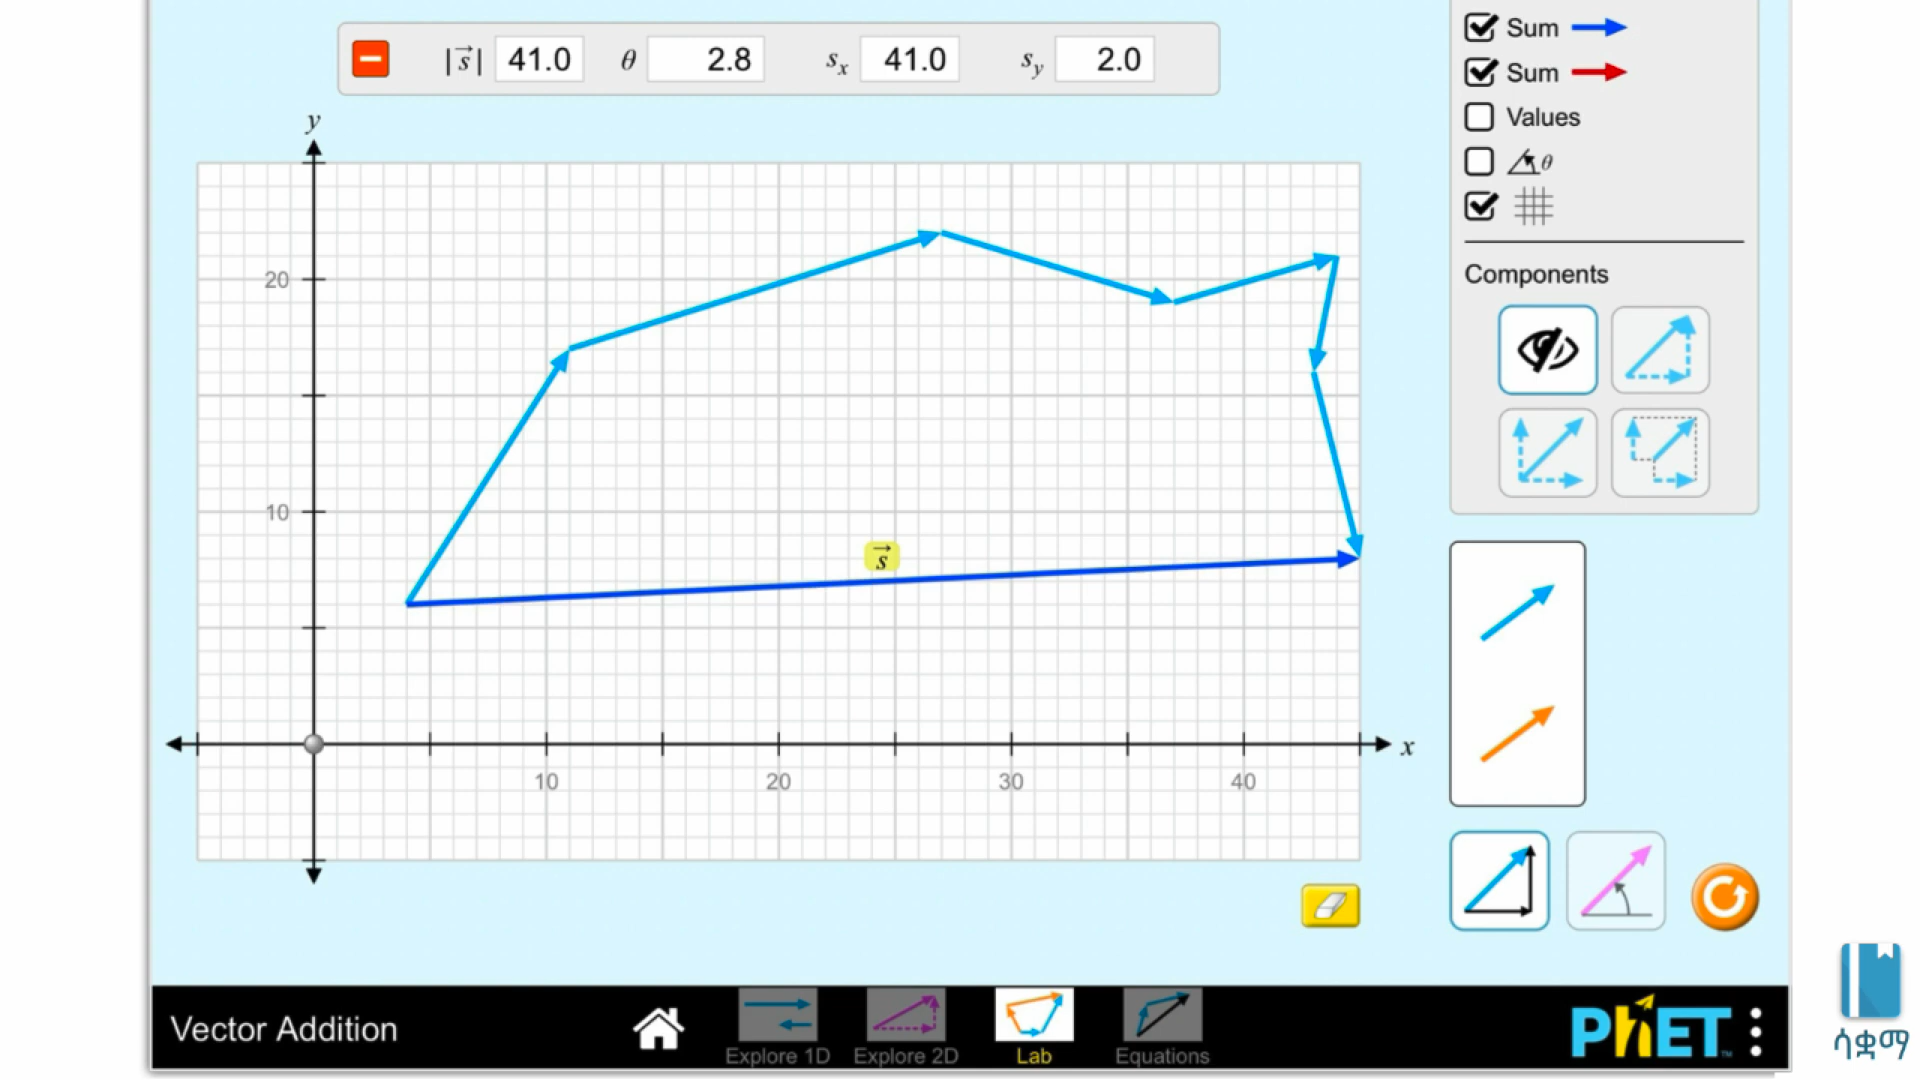 |s⃗| 41.0 θ 2.8 sₓ 41.0 s_y 2.0
Sum
Sum
Values
θ
Components
y
20
10
s⃗
x
10 20 30 40
Vector Addition
Explore 1D Explore 2D Lab Equations
PhET
ሳቋማ